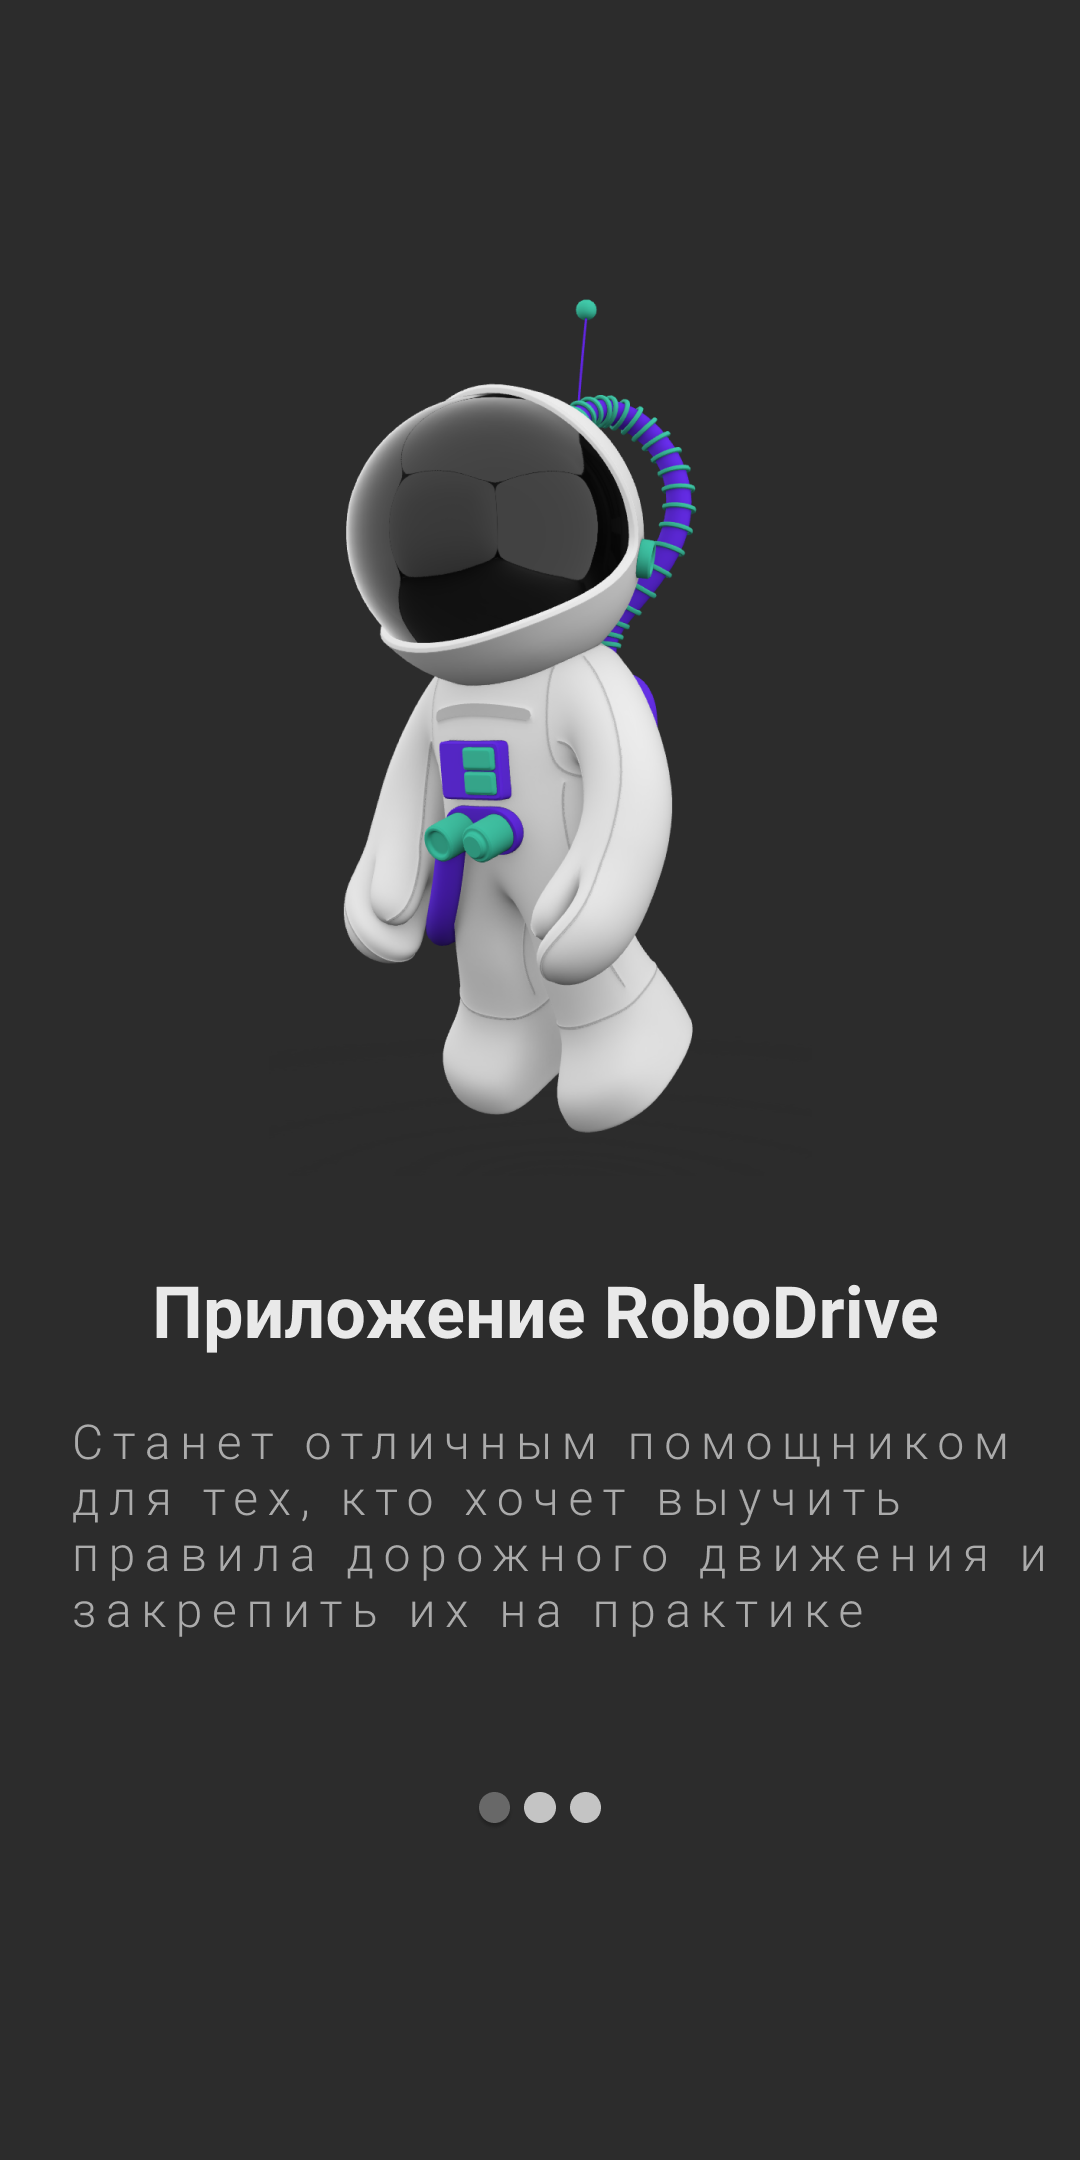 Приложение RoboDrive
Станет отличным помощником
для тех, кто хочет выучить
правила дорожного движения и
закрепить их на практике